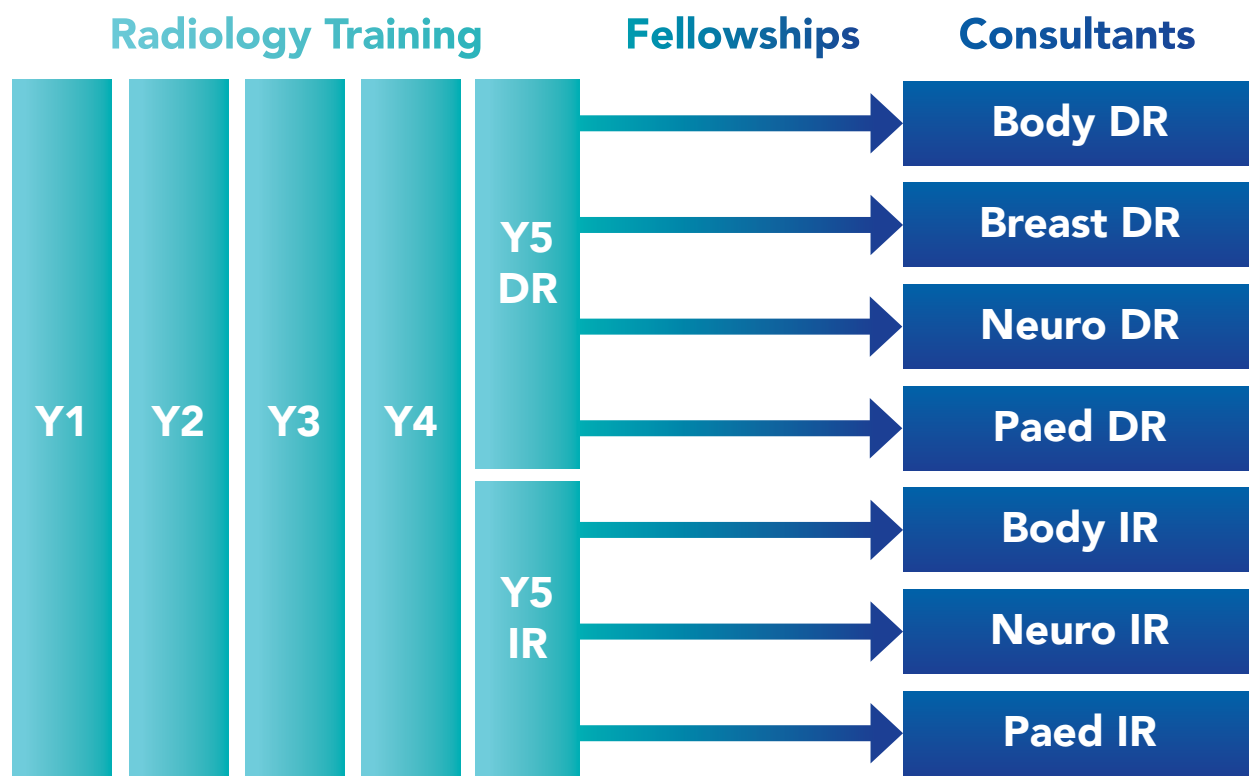 Radiology Training
Fellowships
Consultants
Y1
Y2
Y3
Y4
Y5
DR
Y5
IR
Body DR
Breast DR
Neuro DR
Paed DR
Body IR
Neuro IR
Paed IR